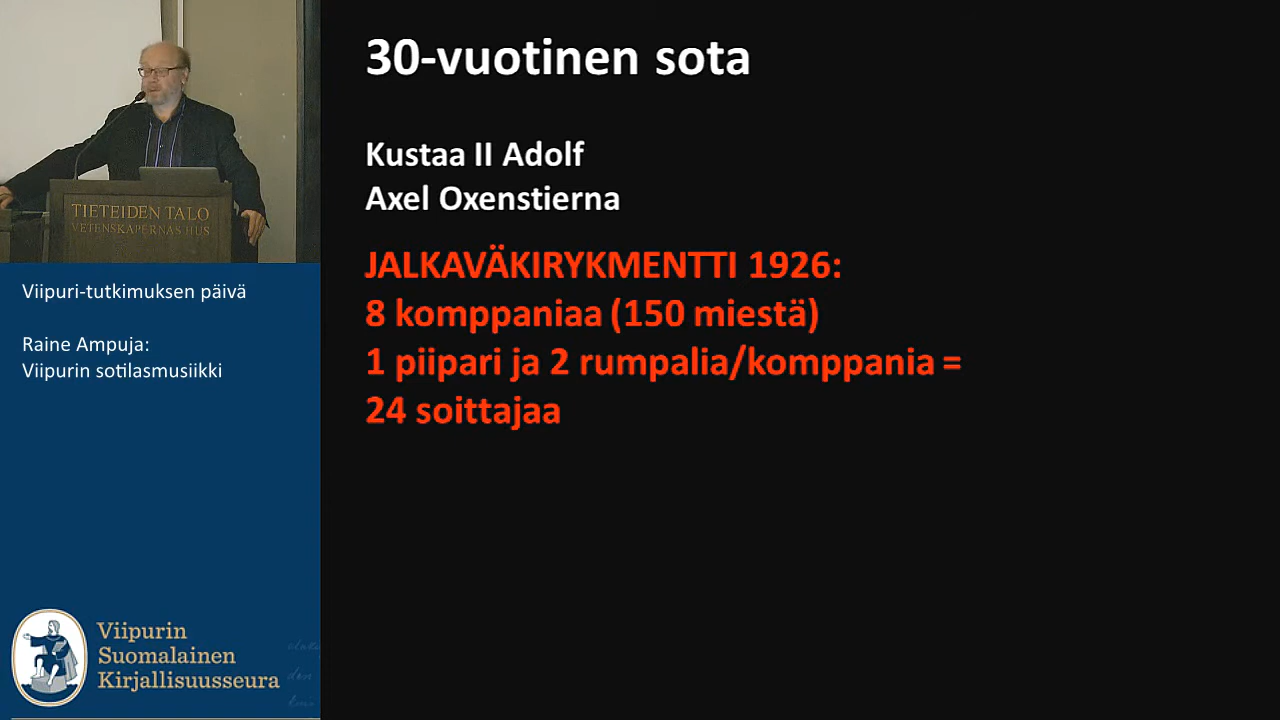 30-vuotinen sota
Kustaa II Adolf
Axel Oxenstierna
JALKAVÄKIRYKMENTTI 1926:
8 komppaniaa (150 miestä)
1 piipari ja 2 rumpalia/komppania =
24 soittajaa
TIETEIDEN TALO
VETENSKAPERNAS HUS
Viipuri-tutkimuksen päivä
Raine Ampuja:
Viipurin sotilasmusiikki
Viipurin
Suomalainen
Kirjallisuusseura